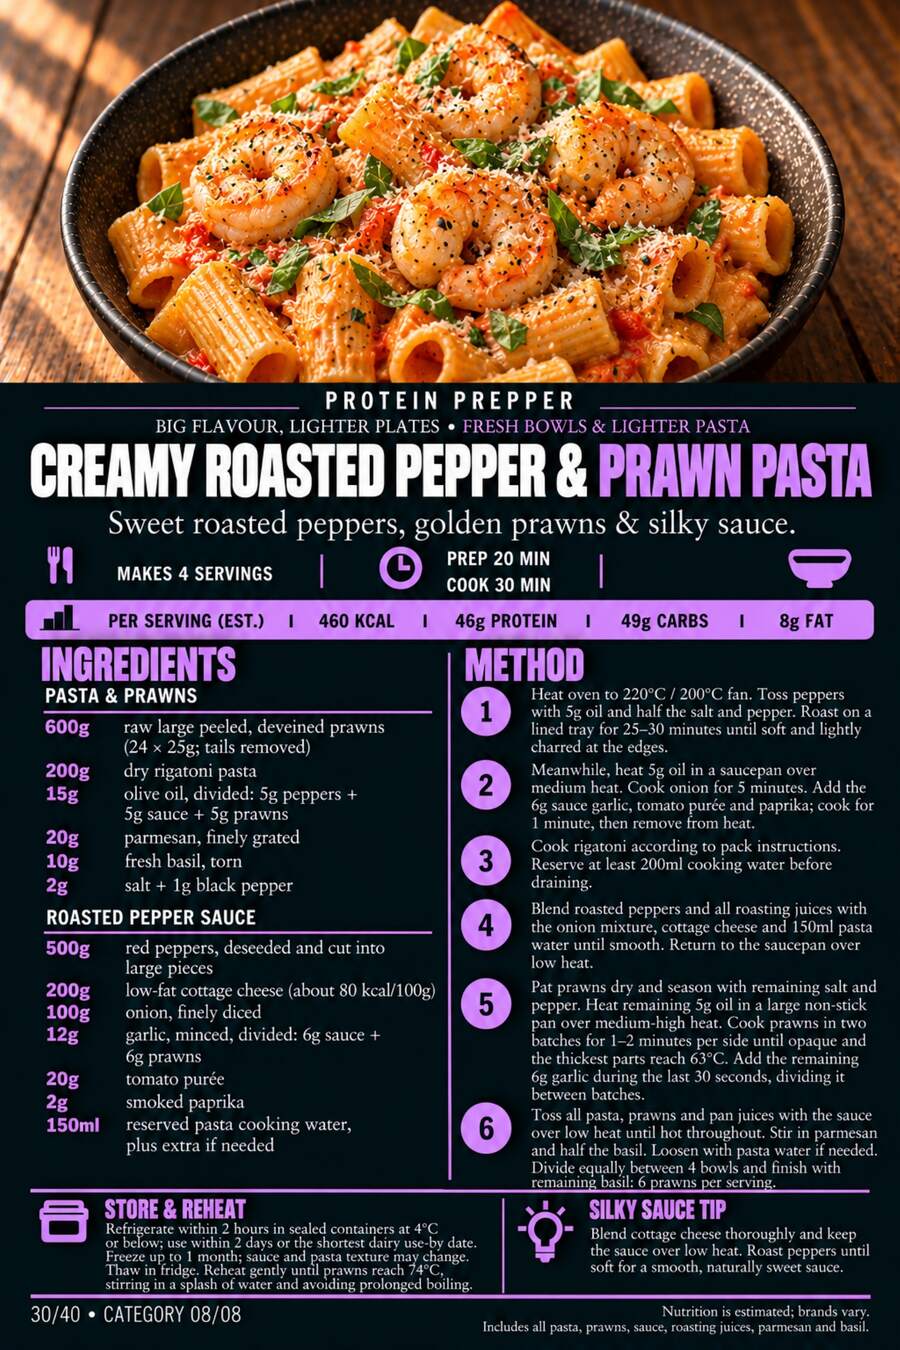 PROTEIN PREPPER
BIG FLAVOUR, LIGHTER PLATES • FRESH BOWLS & LIGHTER PASTA
CREAMY ROASTED PEPPER & PRAWN PASTA
Sweet roasted peppers, golden prawns & silky sauce.
MAKES 4 SERVINGS
PREP 20 MIN
COOK 30 MIN
PER SERVING (EST.) I 460 KCAL I 46g PROTEIN I 49g CARBS I 8g FAT
INGREDIENTS
PASTA & PRAWNS
600g raw large peeled, deveined prawns
(24 × 25g; tails removed)
200g dry rigatoni pasta
15g olive oil, divided: 5g peppers +
5g sauce + 5g prawns
20g parmesan, finely grated
10g fresh basil, torn
2g salt + 1g black pepper
ROASTED PEPPER SAUCE
500g red peppers, deseeded and cut into
large pieces
200g low-fat cottage cheese (about 80 kcal/100g)
100g onion, finely diced
12g garlic, minced, divided: 6g sauce +
6g prawns
20g tomato purée
2g smoked paprika
150ml reserved pasta cooking water,
plus extra if needed
METHOD
1 Heat oven to 220°C / 200°C fan. Toss peppers
with 5g oil and half the salt and pepper. Roast on a
lined tray for 25–30 minutes until soft and lightly
charred at the edges.
2 Meanwhile, heat 5g oil in a saucepan over
medium heat. Cook onion for 5 minutes. Add the
6g sauce garlic, tomato purée and paprika; cook for
1 minute, then remove from heat.
3 Cook rigatoni according to pack instructions.
Reserve at least 200ml cooking water before
draining.
4 Blend roasted peppers and all roasting juices with
the onion mixture, cottage cheese and 150ml pasta
water until smooth. Return to the saucepan over
low heat.
5 Pat prawns dry and season with remaining salt and
pepper. Heat remaining 5g oil in a large non-stick
pan over medium-high heat. Cook prawns in two
batches for 1–2 minutes per side until opaque and
the thickest parts reach 63°C. Add the remaining
6g garlic during the last 30 seconds, dividing it
between batches.
6 Toss all pasta, prawns and pan juices with the sauce
over low heat until hot throughout. Stir in parmesan
and half the basil. Loosen with pasta water if needed.
Divide equally between 4 bowls and finish with
remaining basil: 6 prawns per serving.
STORE & REHEAT
Refrigerate within 2 hours in sealed containers at 4°C
or below; use within 2 days or the shortest dairy use-by date.
Freeze up to 1 month; sauce and pasta texture may change.
Thaw in fridge. Reheat gently until prawns reach 74°C,
stirring in a splash of water and avoiding prolonged boiling.
SILKY SAUCE TIP
Blend cottage cheese thoroughly and keep
the sauce over low heat. Roast peppers until
soft for a smooth, naturally sweet sauce.
30/40 • CATEGORY 08/08
Nutrition is estimated; brands vary.
Includes all pasta, prawns, sauce, roasting juices, parmesan and basil.